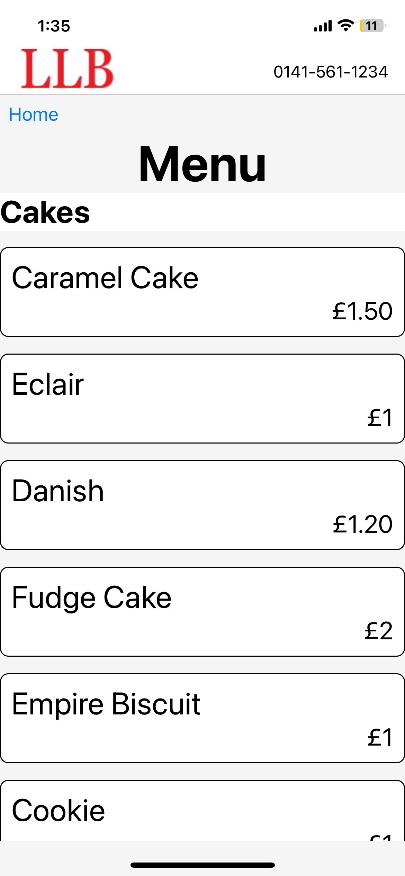 1:35
11
LLB
0141-561-1234
Home
Menu
Cakes
Caramel Cake
£1.50
Eclair
£1
Danish
£1.20
Fudge Cake
£2
Empire Biscuit
£1
Cookie